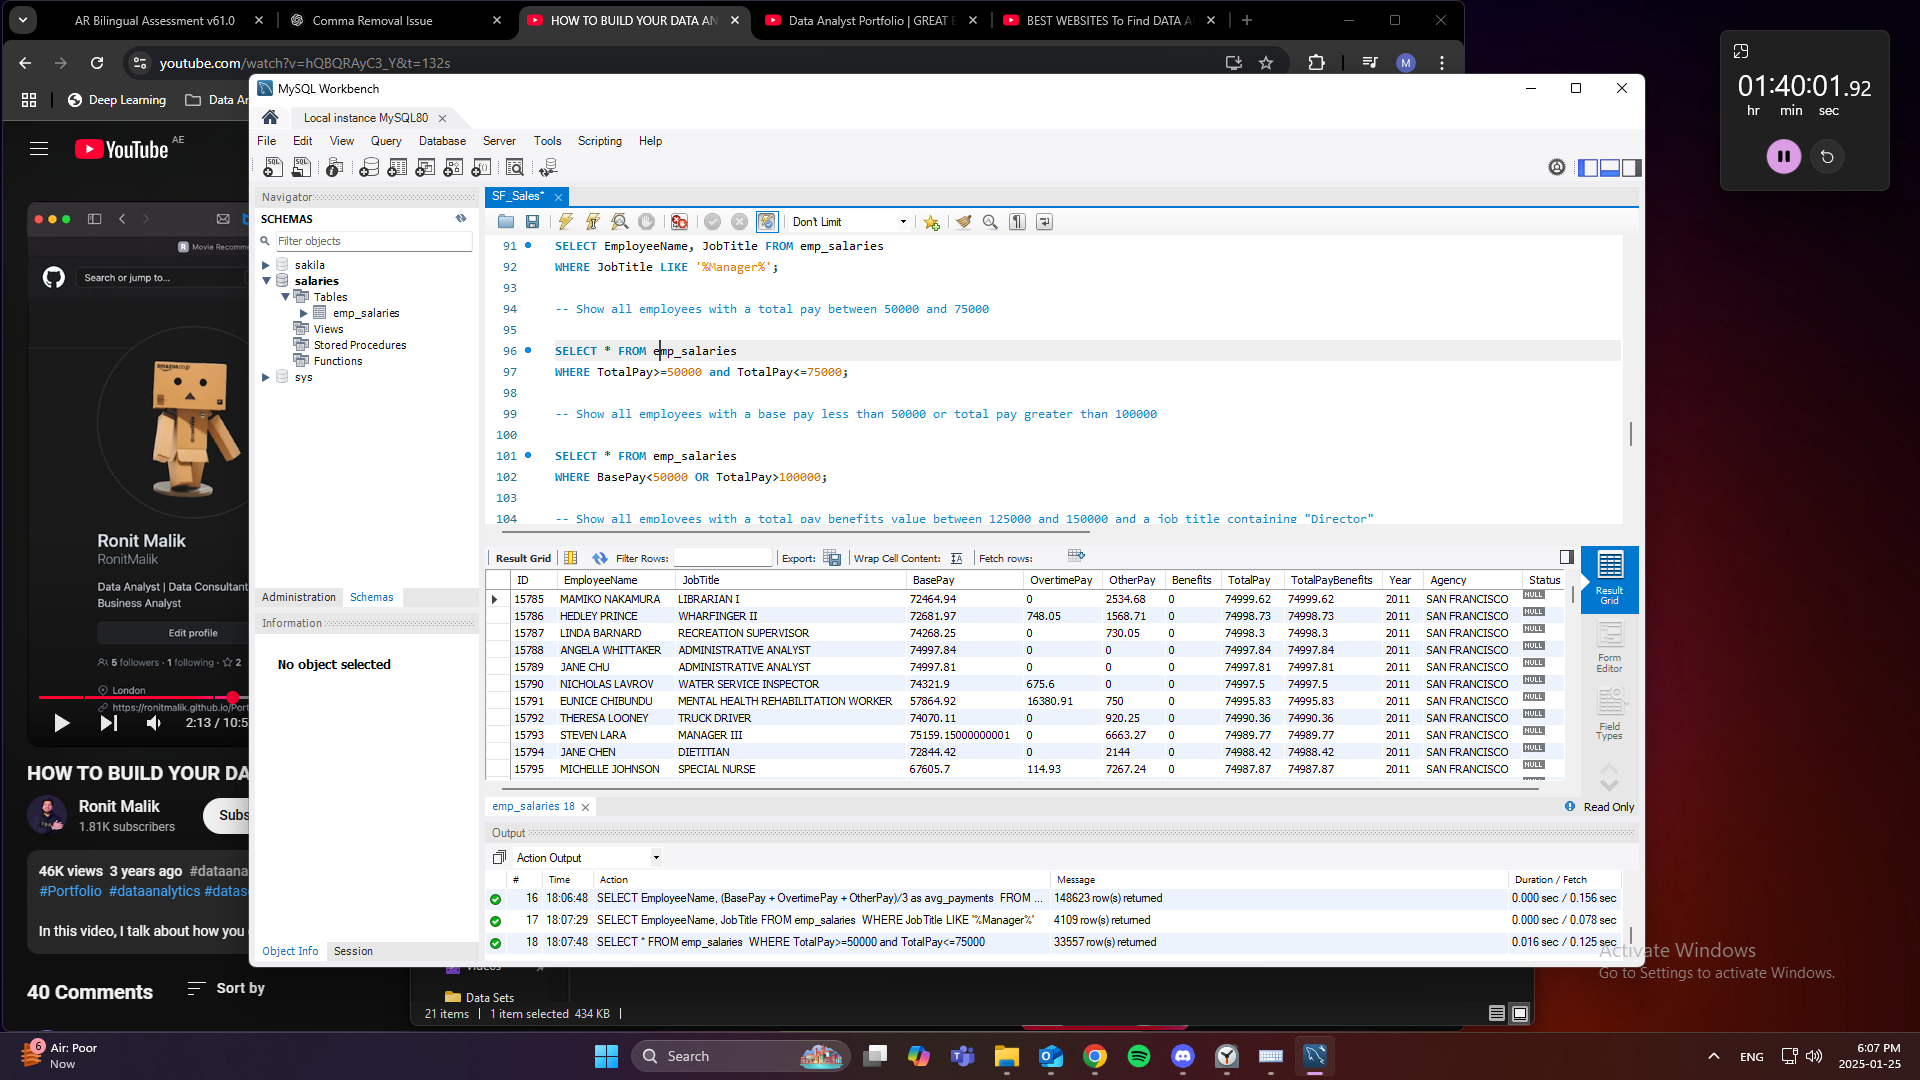 AR Bilingual Assessment v61.0
Comma Removal Issue
HOW TO BUILD YOUR DATA AN
Data Analyst Portfolio | GREAT E
BEST WEBSITES To Find DATA A
youtube.com/watch?v=hQBQRAyC3_Y&t=132s
M
Deep Learning
Data An
YouTube AE
01:40:01.92
hr min sec
MySQL Workbench
Local instance MySQL80
File Edit View Query Database Server Tools Scripting Help
Navigator
SCHEMAS
Filter objects
sakila
salaries
Tables
emp_salaries
Views
Stored Procedures
Functions
sys
Administration Schemas
Information
No object selected
Object Info Session
SF_Sales*
Don't Limit
91 SELECT EmployeeName, JobTitle FROM emp_salaries
92 WHERE JobTitle LIKE '%Manager%';
93
94 -- Show all employees with a total pay between 50000 and 75000
95
96 SELECT * FROM emp_salaries
97 WHERE TotalPay>=50000 and TotalPay<=75000;
98
99 -- Show all employees with a base pay less than 50000 or total pay greater than 100000
100
101 SELECT * FROM emp_salaries
102 WHERE BasePay<50000 OR TotalPay>100000;
103
104 -- Show all employees with a total pay benefits value between 125000 and 150000 and a job title containing "Director"
Result Grid Filter Rows: Export: Wrap Cell Content: Fetch rows:
ID EmployeeName JobTitle BasePay OvertimePay OtherPay Benefits TotalPay TotalPayBenefits Year Agency Status
15785 MAMIKO NAKAMURA LIBRARIAN I 72464.94 0 2534.68 0 74999.62 74999.62 2011 SAN FRANCISCO NULL
15786 HEDLEY PRINCE WHARFINGER II 72681.97 748.05 1568.71 0 74998.73 74998.73 2011 SAN FRANCISCO NULL
15787 LINDA BARNARD RECREATION SUPERVISOR 74268.25 0 730.05 0 74998.3 74998.3 2011 SAN FRANCISCO NULL
15788 ANGELA WHITTAKER ADMINISTRATIVE ANALYST 74997.84 0 0 0 74997.84 74997.84 2011 SAN FRANCISCO NULL
15789 JANE CHU ADMINISTRATIVE ANALYST 74997.81 0 0 0 74997.81 74997.81 2011 SAN FRANCISCO NULL
15790 NICHOLAS LAVROV WATER SERVICE INSPECTOR 74321.9 675.6 0 0 74997.5 74997.5 2011 SAN FRANCISCO NULL
15791 EUNICE CHIBUNDU MENTAL HEALTH REHABILITATION WORKER 57864.92 16380.91 750 0 74995.83 74995.83 2011 SAN FRANCISCO NULL
15792 THERESA LOONEY TRUCK DRIVER 74070.11 0 920.25 0 74990.36 74990.36 2011 SAN FRANCISCO NULL
15793 STEVEN LARA MANAGER III 75159.15000000001 0 6663.27 0 74989.77 74989.77 2011 SAN FRANCISCO NULL
15794 JANE CHEN DIETITIAN 72844.42 0 2144 0 74988.42 74988.42 2011 SAN FRANCISCO NULL
15795 MICHELLE JOHNSON SPECIAL NURSE 67605.7 114.93 7267.24 0 74987.87 74987.87 2011 SAN FRANCISCO NULL
Result Grid
Form Editor
Field Types
emp_salaries 18
Read Only
Output
Action Output
# Time Action Message Duration / Fetch
16 18:06:48 SELECT EmployeeName, (BasePay + OvertimePay + OtherPay)/3 as avg_payments FROM ... 148623 row(s) returned 0.000 sec / 0.156 sec
17 18:07:29 SELECT EmployeeName, JobTitle FROM emp_salaries WHERE JobTitle LIKE '%Manager%' 4109 row(s) returned 0.000 sec / 0.078 sec
18 18:07:48 SELECT * FROM emp_salaries WHERE TotalPay>=50000 and TotalPay<=75000 33557 row(s) returned 0.016 sec / 0.125 sec
Movie Recomme
Search or jump to...
amazon.co.jp
Ronit Malik
RonitMalik
Data Analyst | Data Consultant
Business Analyst
Edit profile
5 followers · 1 following · 2
London
https://ronitmalik.github.io/Port
2:13 / 10:5
HOW TO BUILD YOUR DA
Ronit Malik
1.81K subscribers
Subs
46K views 3 years ago #dataana
#Portfolio #dataanalytics #datas
In this video, I talk about how you
40 Comments
Sort by
Videos
Data Sets
21 items | 1 item selected 434 KB |
Activate Windows
Go to Settings to activate Windows.
6
Air: Poor
Now
Search
ENG
6:07 PM
2025-01-25